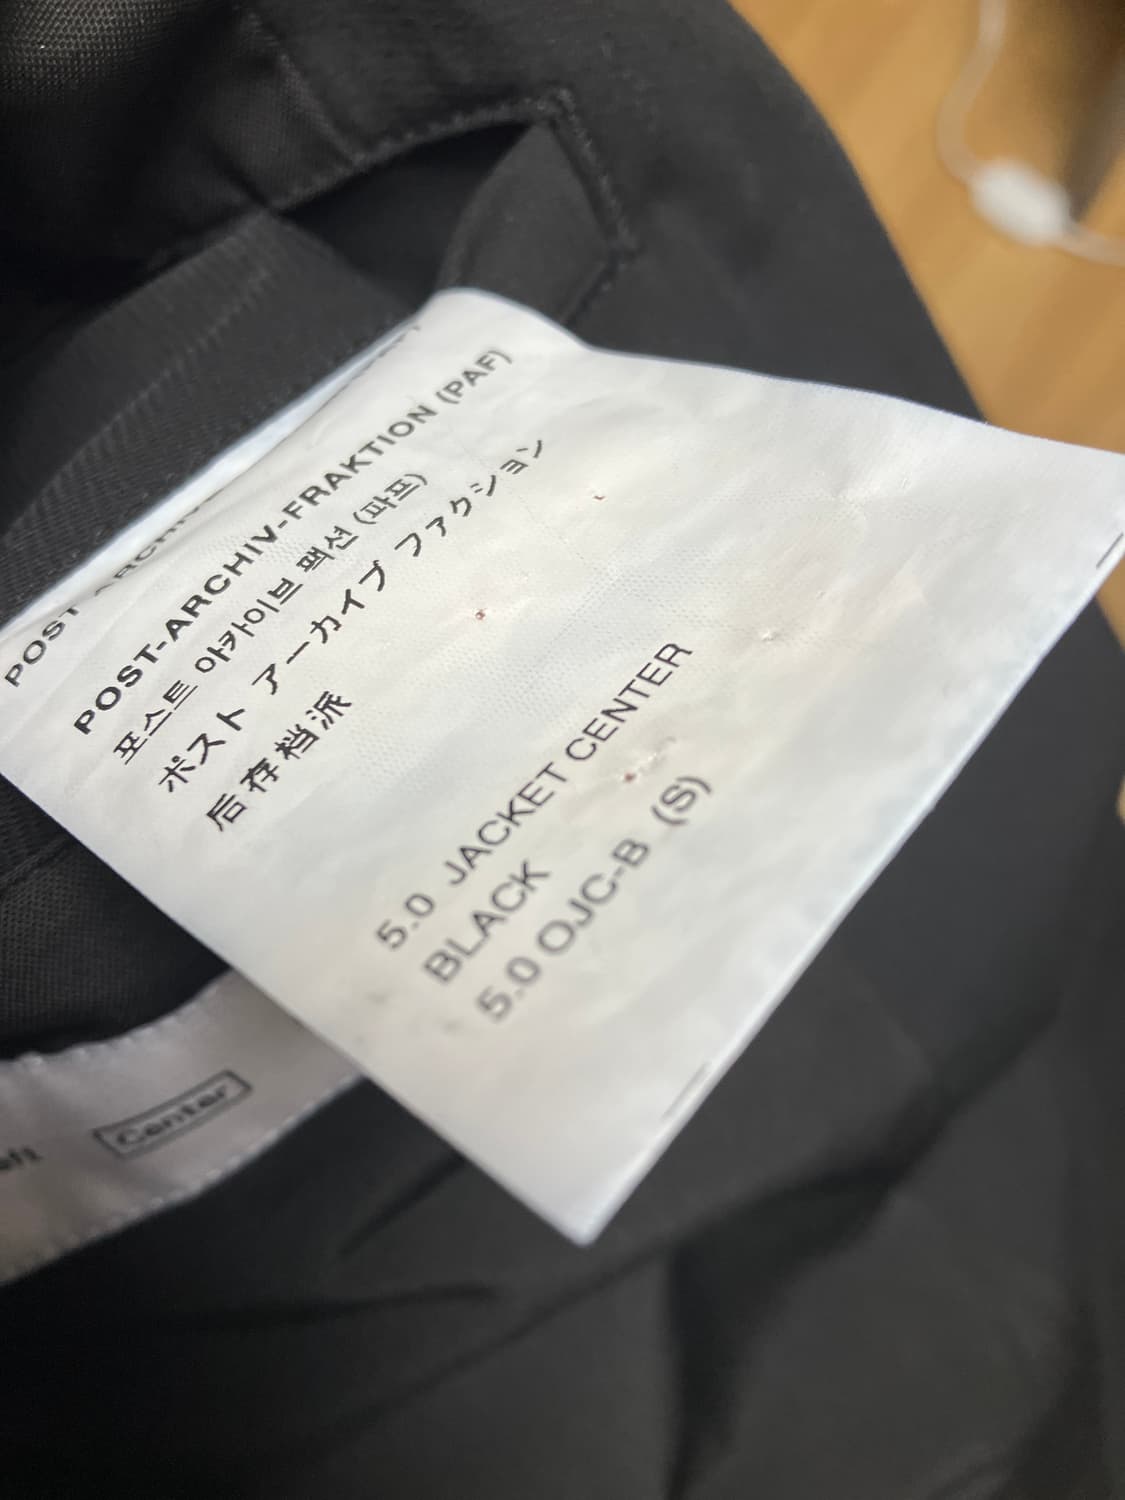 POST-ARCHIV-FRAKTION (PAF)
포스트 아카이브 팩션 (파프)
ポスト アーカイブ ファクション
后存档派
5.0 JACKET CENTER
BLACK
5.0 OJC-B (S)
POST
Center